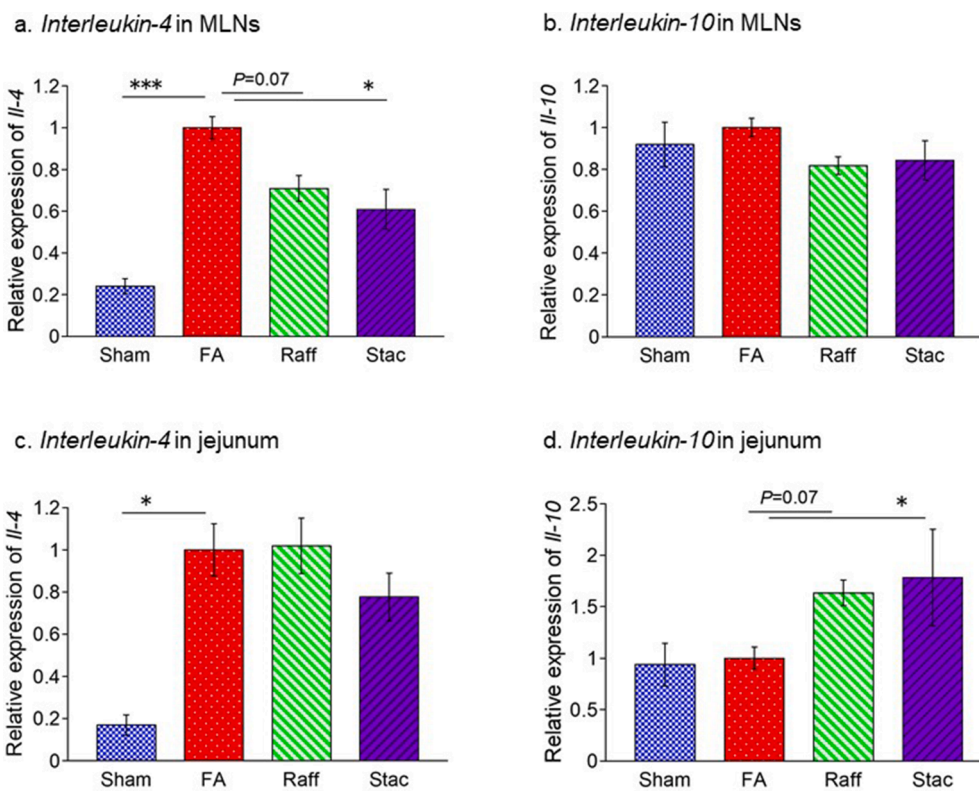 a. Interleukin-4 in MLNs
Relative expression of Il-4
1.2
1
0.8
0.6
0.4
0.2
0
***
P=0.07
*
Sham FA Raff Stac
b. Interleukin-10 in MLNs
Relative expression of Il-10
1.2
1
0.8
0.6
0.4
0.2
0
Sham FA Raff Stac
c. Interleukin-4 in jejunum
Relative expression of Il-4
1.2
1
0.8
0.6
0.4
0.2
0
*
Sham FA Raff Stac
d. Interleukin-10 in jejunum
Relative expression of Il-10
2.5
2
1.5
1
0.5
0
P=0.07
*
Sham FA Raff Stac